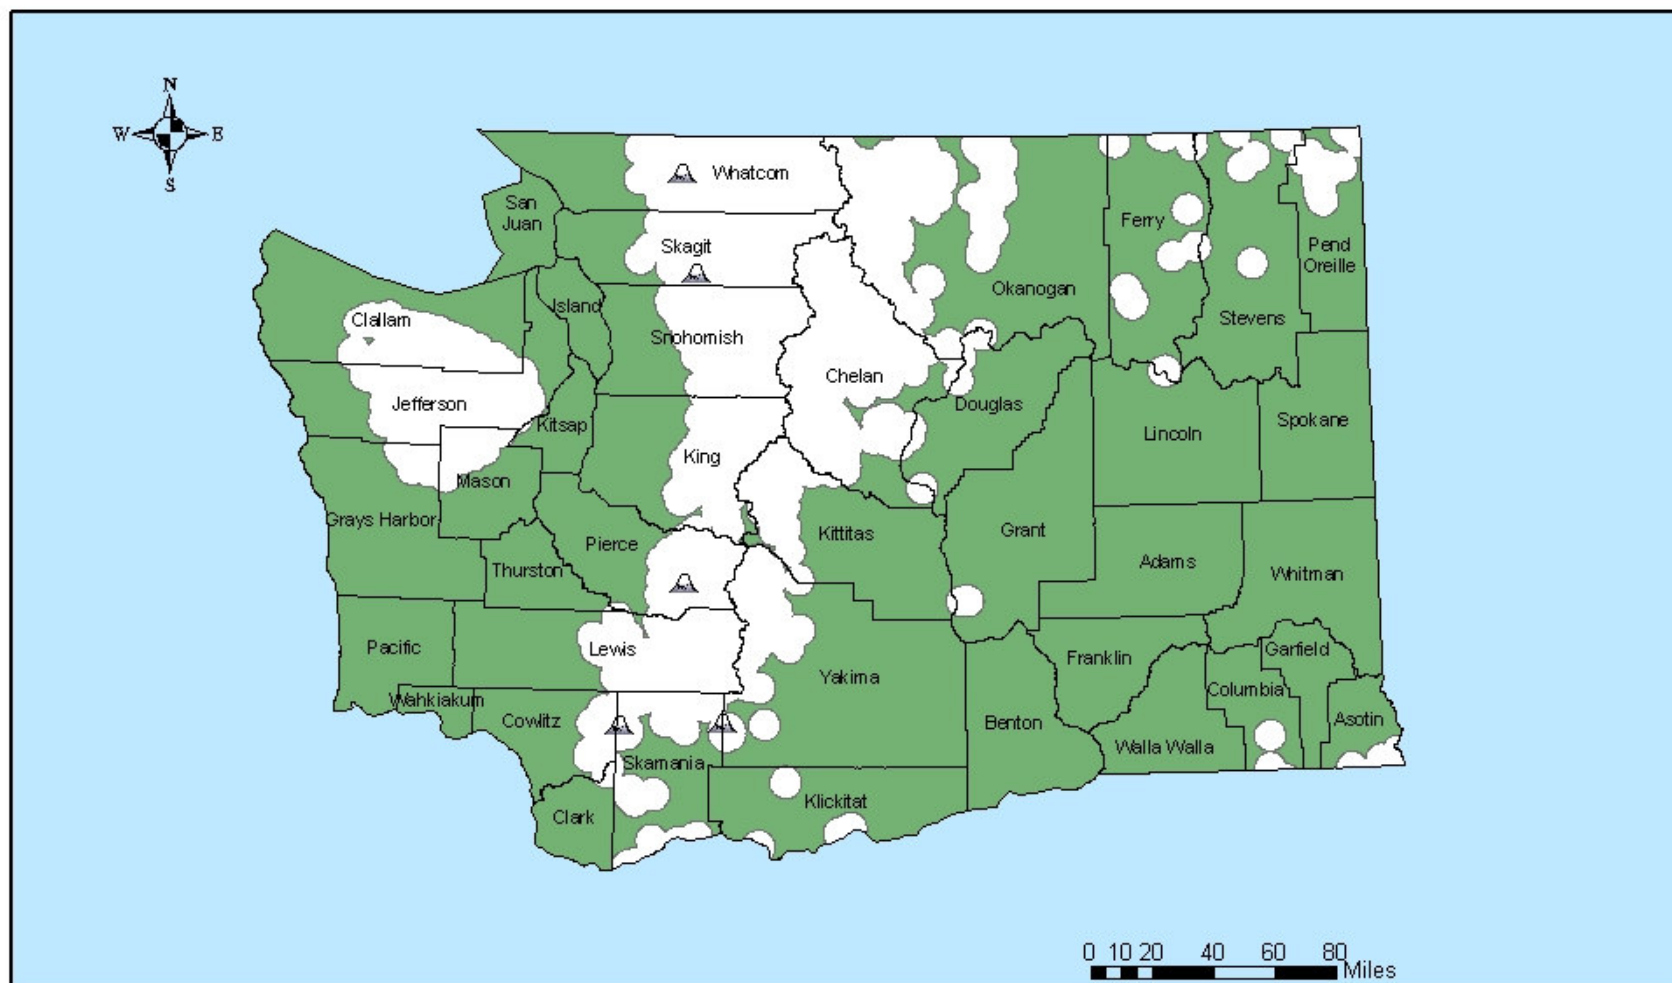 N
W E
S
Whatcom
San
Juan
Skagit
Ferry
Pend
Oreille
Okanogan
Island
Clallam
Stevens
Snohomish
Chelan
Jefferson
Douglas
Kitsap
Spokane
Lincoln
King
Mason
Grays Harbor
Kittitas
Grant
Pierce
Adams
Thurston
Whitman
Pacific
Lewis
Garfield
Franklin
Yakima
Columbia
Wahkiakum
Cowlitz
Benton
Asotin
Walla Walla
Skamania
Klickitat
Clark
0 10 20 40 60 80
Miles